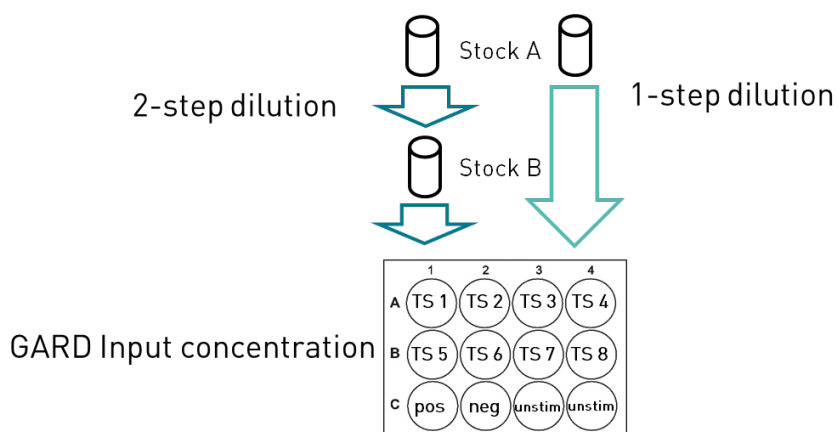 Stock A
2-step dilution
1-step dilution
Stock B
1 2 3 4
A TS 1 TS 2 TS 3 TS 4
GARD Input concentration
B TS 5 TS 6 TS 7 TS 8
C pos neg unstim unstim